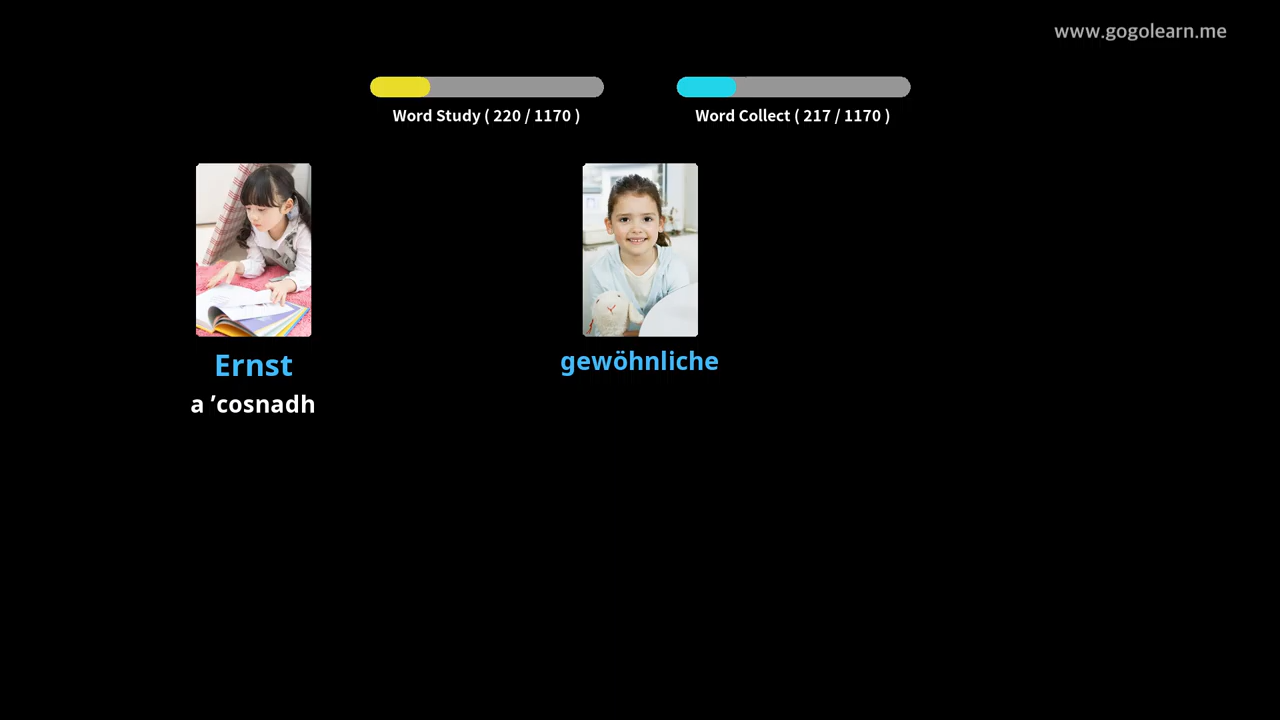 www.gogolearn.me
Word Study ( 220 / 1170 )
Word Collect ( 217 / 1170 )
Ernst
a ’cosnadh
gewöhnliche